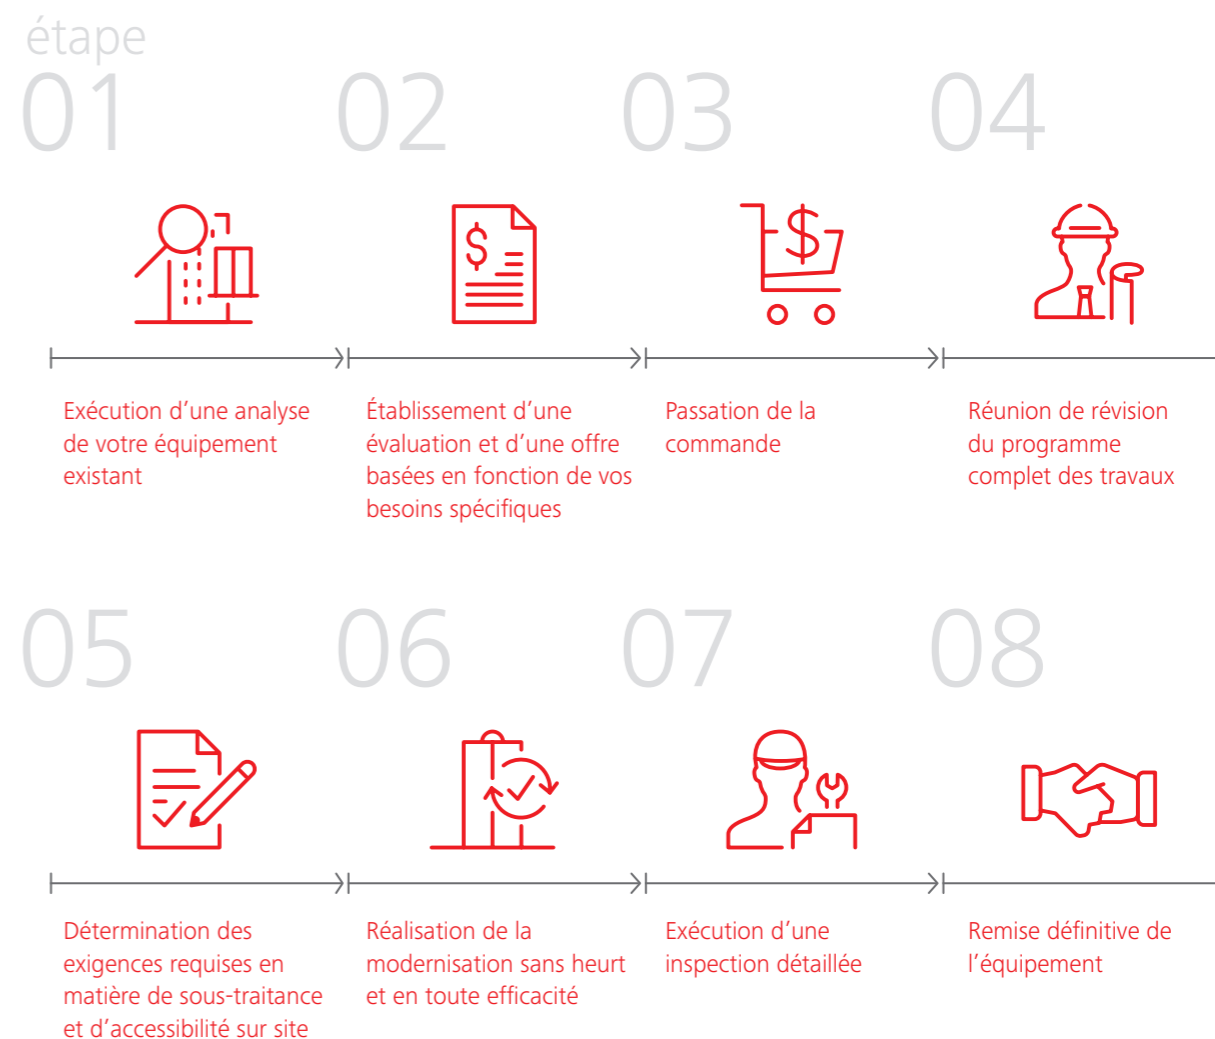 étape
01
02
03
04
$
$
Exécution d’une analyse
de votre équipement
existant
Établissement d’une
évaluation et d’une offre
basées en fonction de vos
besoins spécifiques
Passation de la
commande
Réunion de révision
du programme
complet des travaux
05
06
07
08
Détermination des
exigences requises en
matière de sous-traitance
et d’accessibilité sur site
Réalisation de la
modernisation sans heurt
et en toute efficacité
Exécution d’une
inspection détaillée
Remise définitive de
l’équipement